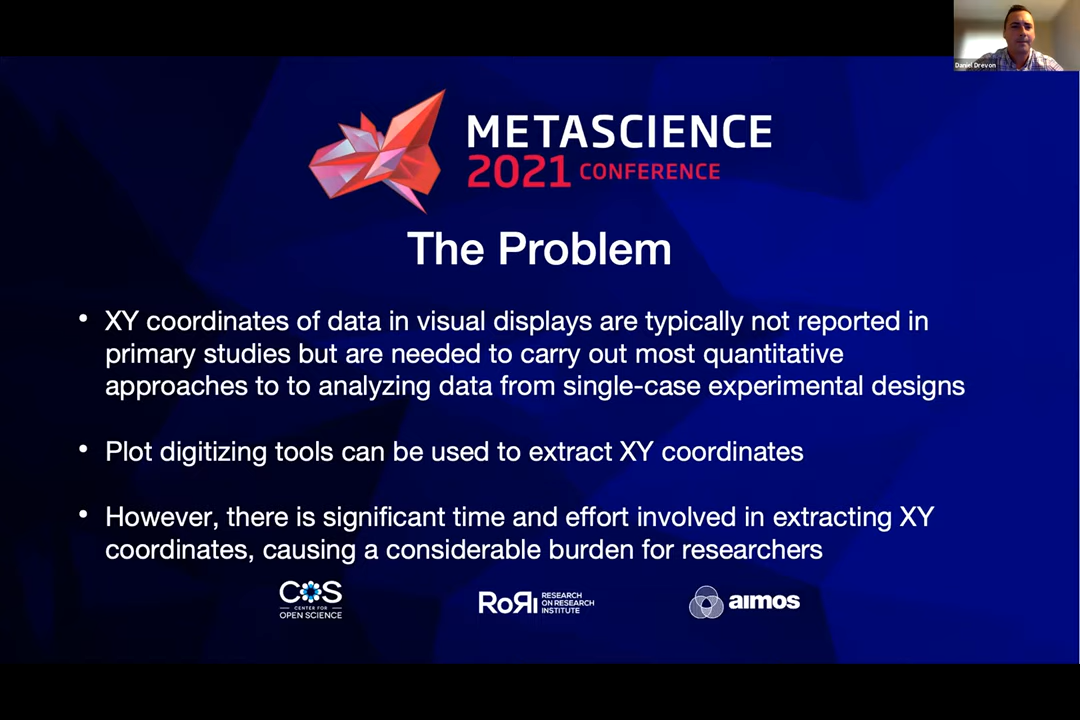 Daniel Drevon
METASCIENCE
2021 CONFERENCE
The Problem
• XY coordinates of data in visual displays are typically not reported in
primary studies but are needed to carry out most quantitative
approaches to to analyzing data from single-case experimental designs
• Plot digitizing tools can be used to extract XY coordinates
• However, there is significant time and effort involved in extracting XY
coordinates, causing a considerable burden for researchers
COS
CENTER FOR
OPEN SCIENCE
RoRI
RESEARCH
ON RESEARCH
INSTITUTE
aimos